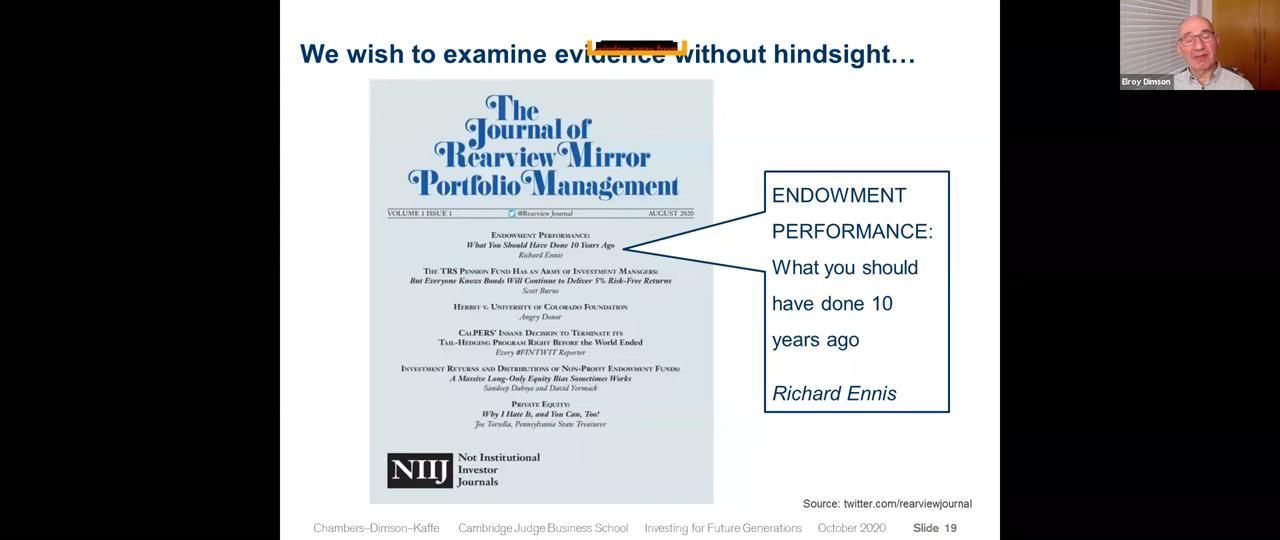 We wish to examine evidence without hindsight…
window away from
Elroy Dimson
The
Journal of
Rearview Mirror
Portfolio Management
VOLUME 1 ISSUE 1 @Rearview Journal AUGUST 2020
ENDOWMENT PERFORMANCE:
What You Should Have Done 10 Years Ago
Richard Ennis
THE TRS PENSION FUND HAS AN ARMY OF INVESTMENT MANAGERS:
But Everyone Knows Bonds Will Continue to Deliver 5% Risk-Free Returns
Scott Burns
HERBST V. UNIVERSITY OF COLORADO FOUNDATION
Angry Donor
CALPERS' INSANE DECISION TO TERMINATE ITS
TAIL-HEDGING PROGRAM RIGHT BEFORE the World Ended
Every #FINTWIT Reporter
INVESTMENT RETURNS AND DISTRIBUTIONS OF NON-PROFIT ENDOWMENT FUNDS:
A Massive Long-Only Equity Bias Sometimes Works
Sandeep Dahiya and David Yermack
PRIVATE EQUITY:
Why I Hate It, and You Can, Too!
Joe Torsella, Pennsylvania State Treasurer
NIIJ
Not Institutional
Investor
Journals
ENDOWMENT
PERFORMANCE:
What you should
have done 10
years ago
Richard Ennis
Source: twitter.com/rearviewjournal
Chambers–Dimson–Kaffe Cambridge Judge Business School Investing for Future Generations October 2020 Slide 19